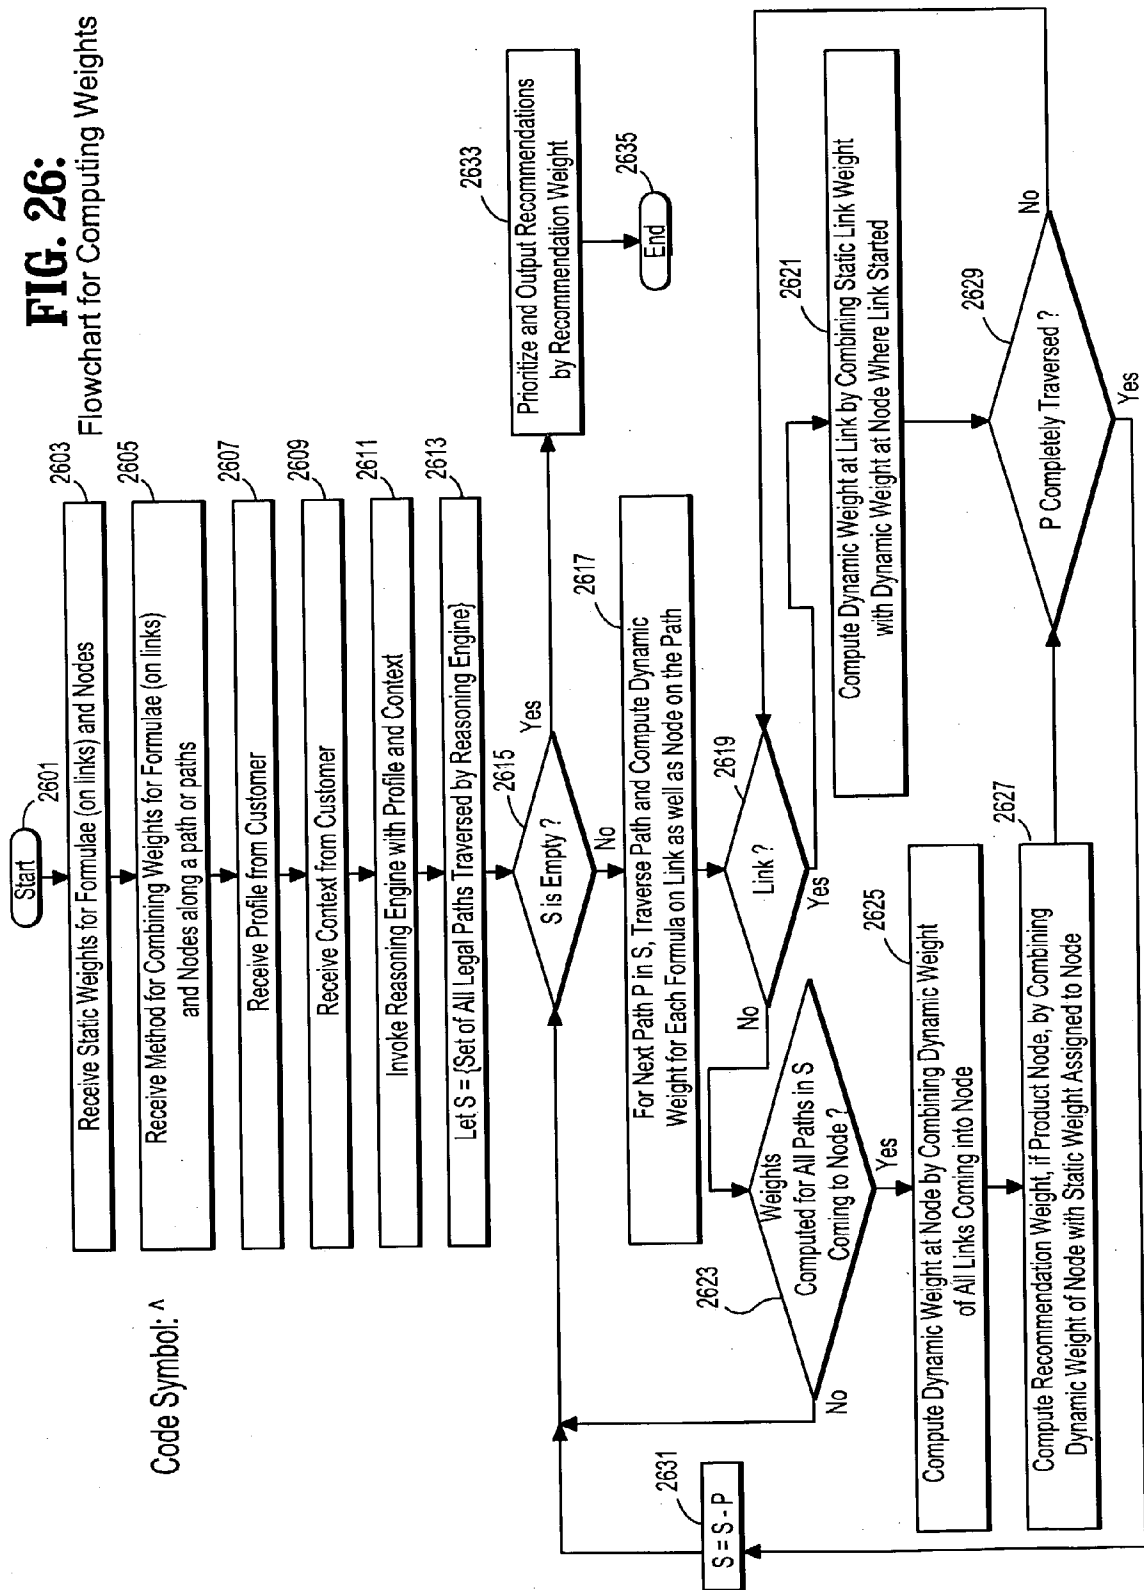 FIG. 26:
Flowchart for Computing Weights
Code Symbol: ^
Start
2601
Receive Static Weights for Formulae (on links) and Nodes
2603
Receive Method for Combining Weights for Formulae (on links)
and Nodes along a path or paths
2605
Receive Profile from Customer
2607
Receive Context from Customer
2609
Invoke Reasoning Engine with Profile and Context
2611
Let S = {Set of All Legal Paths Traversed by Reasoning Engine}
2613
S is Empty ?
2615
Yes
No
Prioritize and Output Recommendations
by Recommendation Weight
2633
End
2635
For Next Path P in S, Traverse Path and Compute Dynamic
Weight for Each Formula on Link as well as Node on the Path
2617
Link ?
2619
No
Yes
Compute Dynamic Weight at Link by Combining Static Link Weight
with Dynamic Weight at Node Where Link Started
2621
Weights
Computed for All Paths in S
Coming to Node ?
2623
No
Yes
Compute Dynamic Weight at Node by Combining Dynamic Weight
of All Links Coming into Node
2625
Compute Recommendation Weight, if Product Node, by Combining
Dynamic Weight of Node with Static Weight Assigned to Node
2627
P Completely Traversed ?
2629
No
Yes
S = S - P
2631